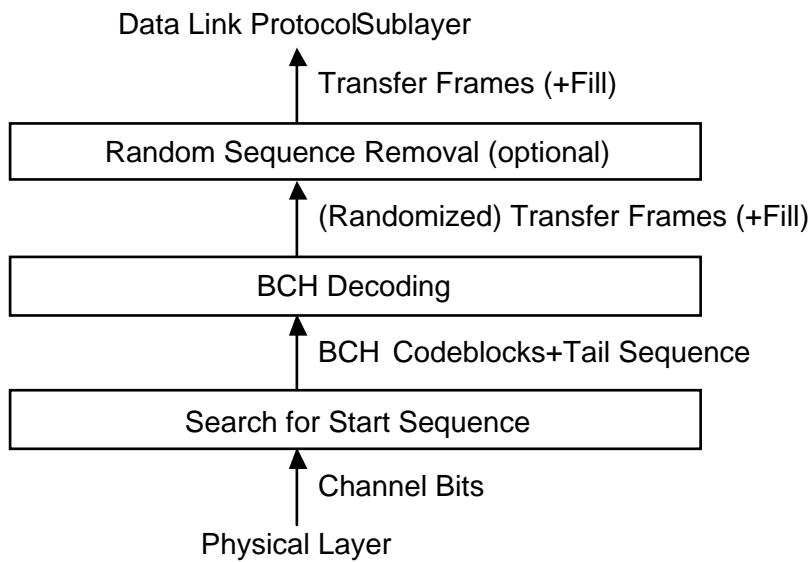 Data Link ProtocolSublayer
Transfer Frames (+Fill)
Random Sequence Removal (optional)
(Randomized) Transfer Frames (+Fill)
BCH Decoding
BCH Codeblocks+Tail Sequence
Search for Start Sequence
Channel Bits
Physical Layer